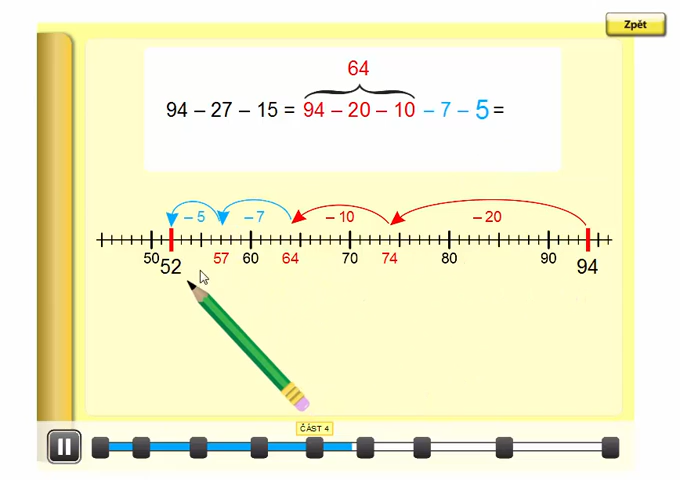 Zpět
64
94 – 27 – 15 = 94 – 20 – 10 – 7 – 5 =
– 5 – 7 – 10 – 20
50 52 57 60 64 70 74 80 90 94
ČÁST 4